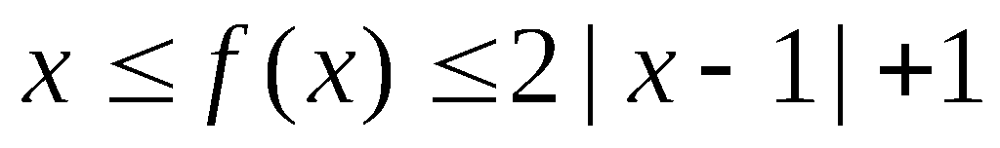 x ≤ f(x) ≤ 2|x - 1| + 1